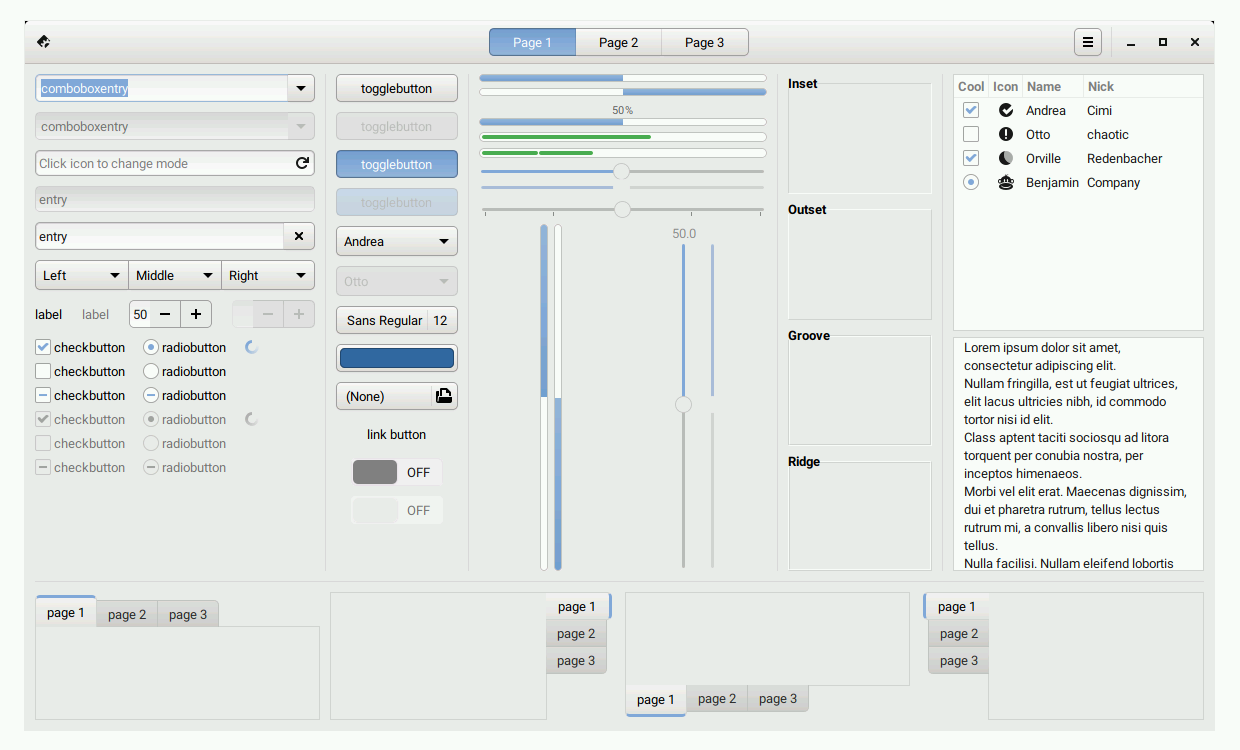 Page 1
Page 2
Page 3
comboboxentry
comboboxentry
Click icon to change mode
entry
entry
Left Middle Right
label label 50
checkbutton radiobutton
checkbutton radiobutton
checkbutton radiobutton
checkbutton radiobutton
checkbutton radiobutton
checkbutton radiobutton
togglebutton
togglebutton
togglebutton
togglebutton
Andrea
Otto
Sans Regular 12
(None)
link button
OFF
OFF
50%
50.0
Inset
Outset
Groove
Ridge
Cool Icon Name Nick
Andrea Cimi
Otto chaotic
Orville Redenbacher
Benjamin Company
Lorem ipsum dolor sit amet,
consectetur adipiscing elit.
Nullam fringilla, est ut feugiat ultrices,
elit lacus ultricies nibh, id commodo
tortor nisi id elit.
Class aptent taciti sociosqu ad litora
torquent per conubia nostra, per
inceptos himenaeos.
Morbi vel elit erat. Maecenas dignissim,
dui et pharetra rutrum, tellus lectus
rutrum mi, a convallis libero nisi quis
tellus.
Nulla facilisi. Nullam eleifend lobortis
page 1 page 2 page 3
page 1
page 2
page 3
page 1 page 2 page 3
page 1
page 2
page 3